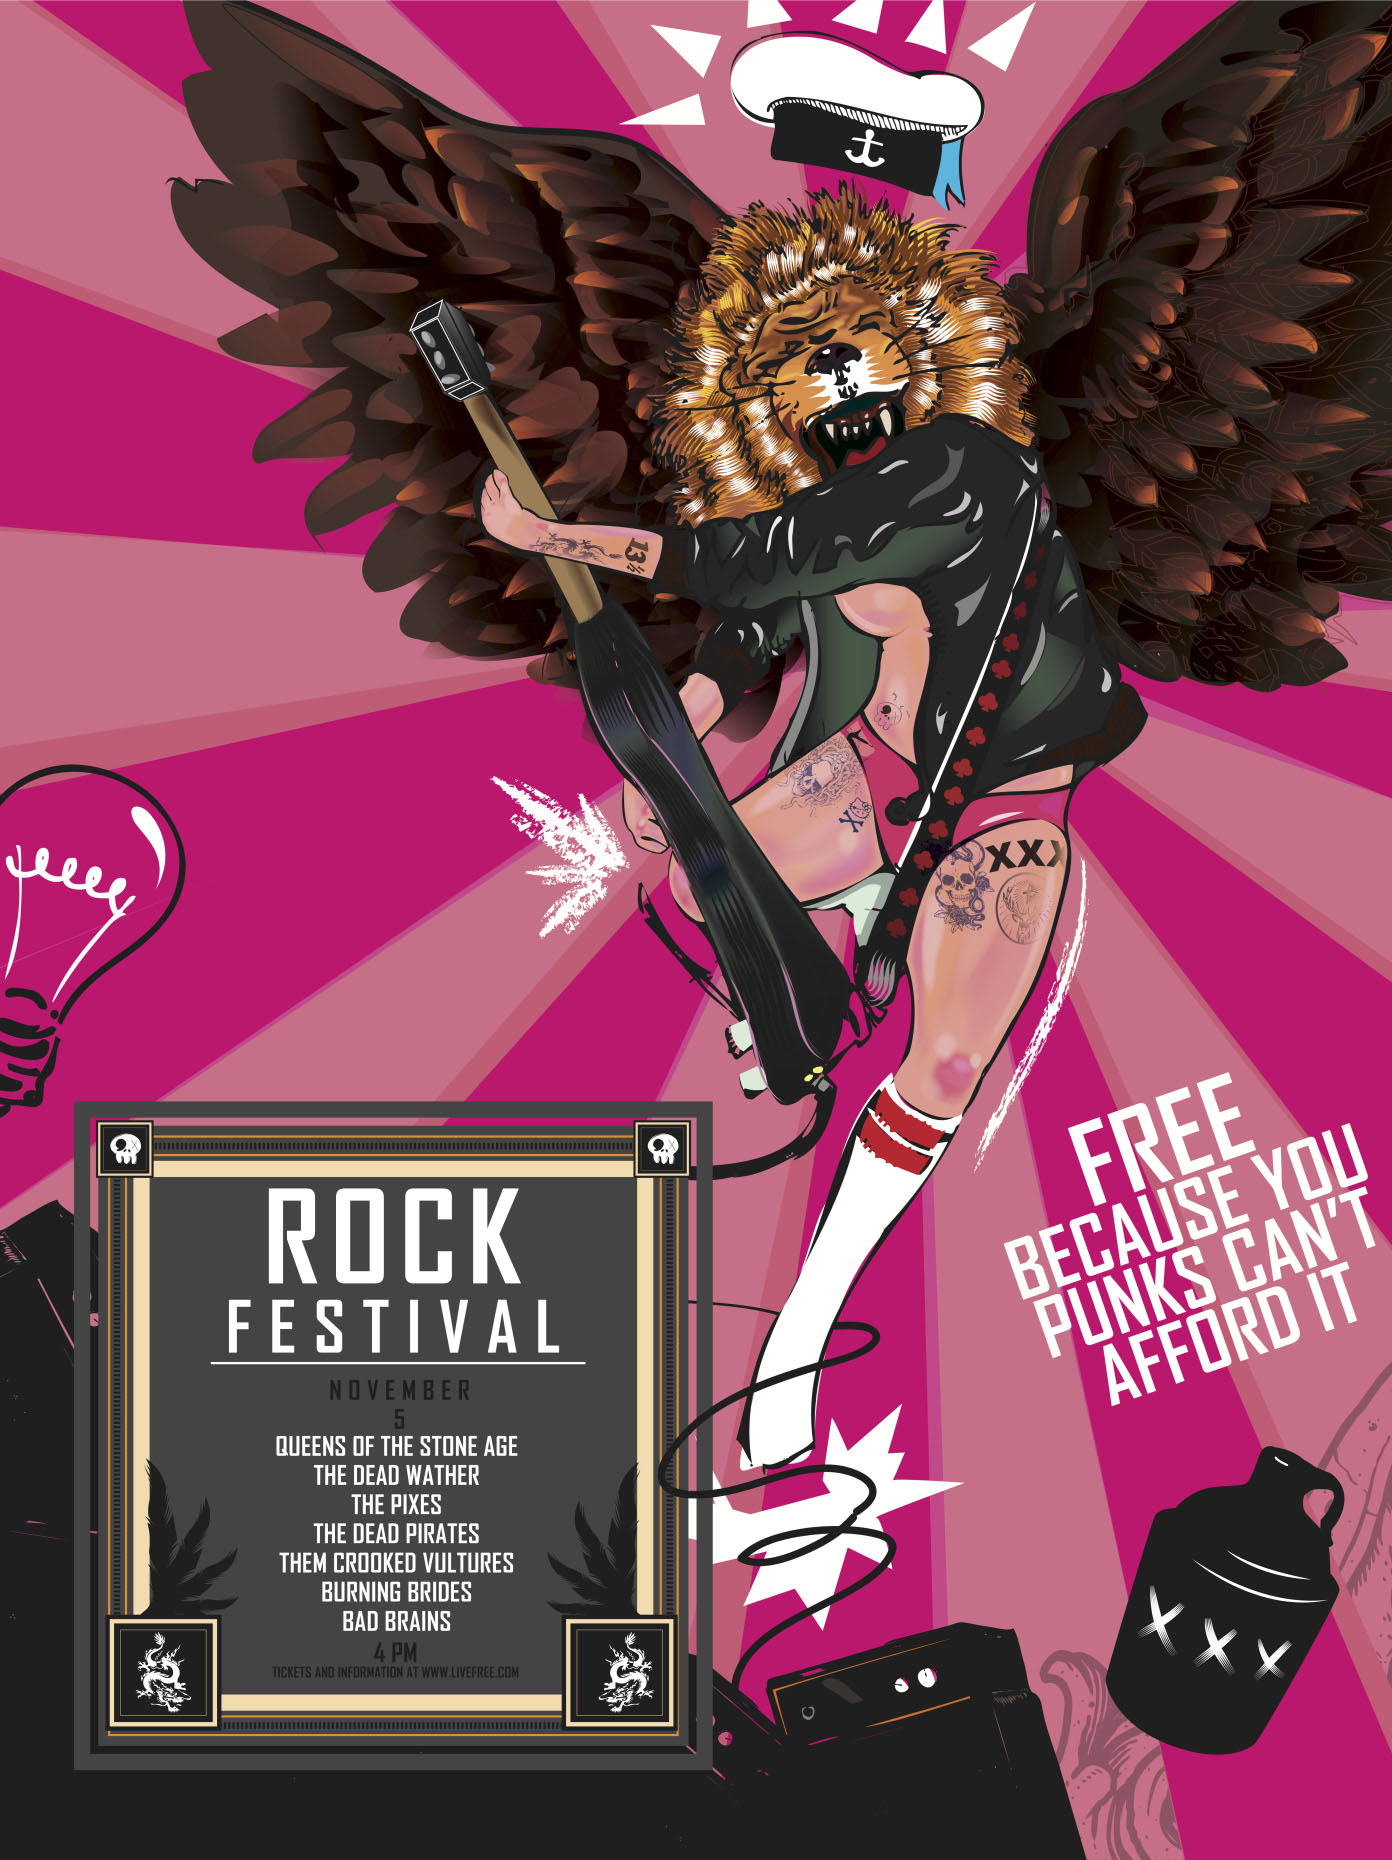 13½
XXX
FREE
BECAUSE YOU
PUNKS CAN'T
AFFORD IT
ROCK
FESTIVAL
NOVEMBER
5
QUEENS OF THE STONE AGE
THE DEAD WATHER
THE PIXES
THE DEAD PIRATES
THEM CROOKED VULTURES
BURNING BRIDES
BAD BRAINS
4 PM
TICKETS AND INFORMATION AT WWW.LIVEFREE.COM
X X X